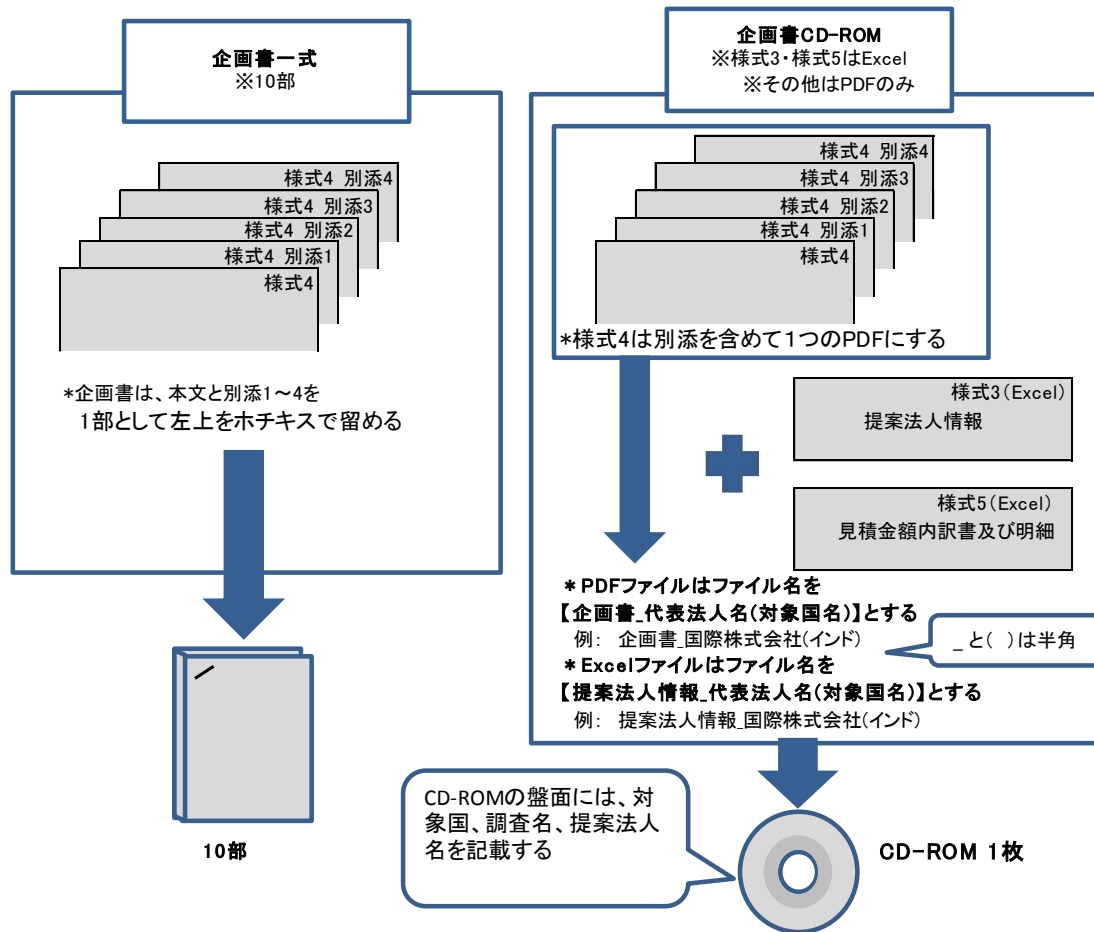 企画書一式
※10部
様式4 別添4
様式4 別添3
様式4 別添2
様式4 別添1
様式4
*企画書は、本文と別添1～4を
1部として左上をホチキスで留める
10部
企画書CD-ROM
※様式3・様式5はExcel
※その他はPDFのみ
様式4 別添4
様式4 別添3
様式4 別添2
様式4 別添1
様式4
*様式4は別添を含めて１つのPDFにする
様式3(Excel)
提案法人情報
様式5(Excel)
見積金額内訳書及び明細
* PDFファイルはファイル名を
【企画書_代表法人名(対象国名)】とする
例： 企画書_国際株式会社(インド)
* Excelファイルはファイル名を
【提案法人情報_代表法人名(対象国名)】とする
例： 提案法人情報_国際株式会社(インド)
_ と( )は半角
CD-ROMの盤面には、対
象国、調査名、提案法人
名を記載する
CD-ROM 1枚